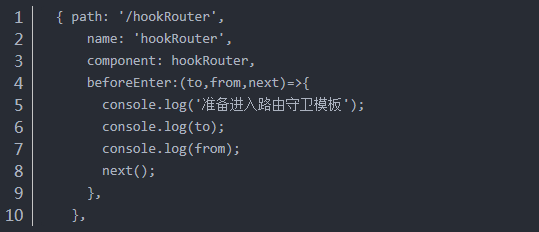 1 { path: '/hookRouter',
2 name: 'hookRouter',
3 component: hookRouter,
4 beforeEnter:(to,from,next)=>{
5 console.log('准备进入路由守卫模板');
6 console.log(to);
7 console.log(from);
8 next();
9 },
10 },